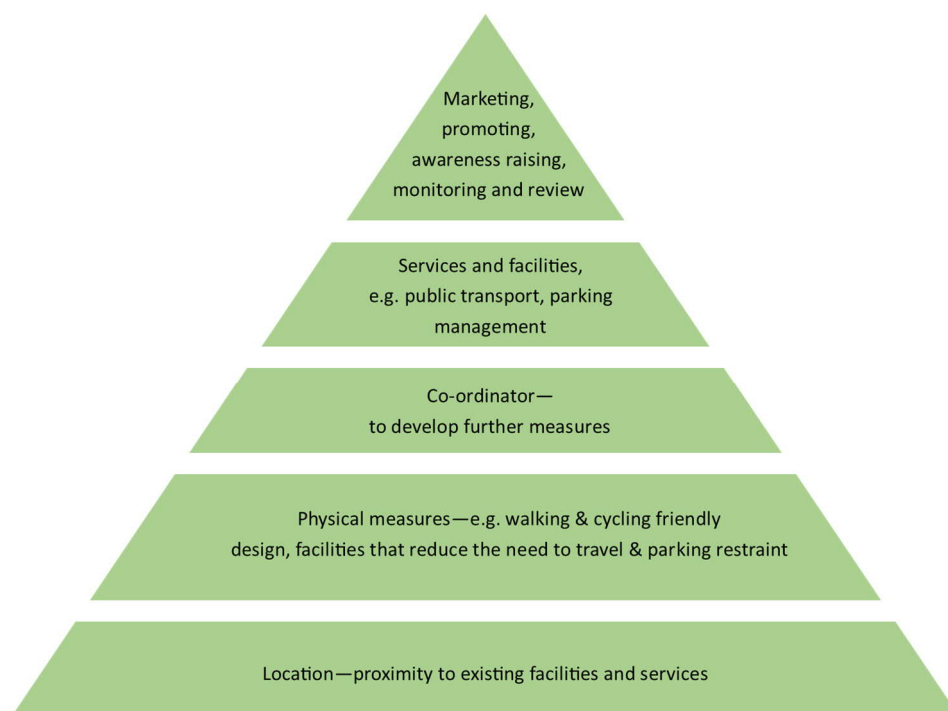 Marketing,
promoting,
awareness raising,
monitoring and review
Services and facilities,
e.g. public transport, parking
management
Co-ordinator—
to develop further measures
Physical measures—e.g. walking & cycling friendly
design, facilities that reduce the need to travel & parking restraint
Location—proximity to existing facilities and services